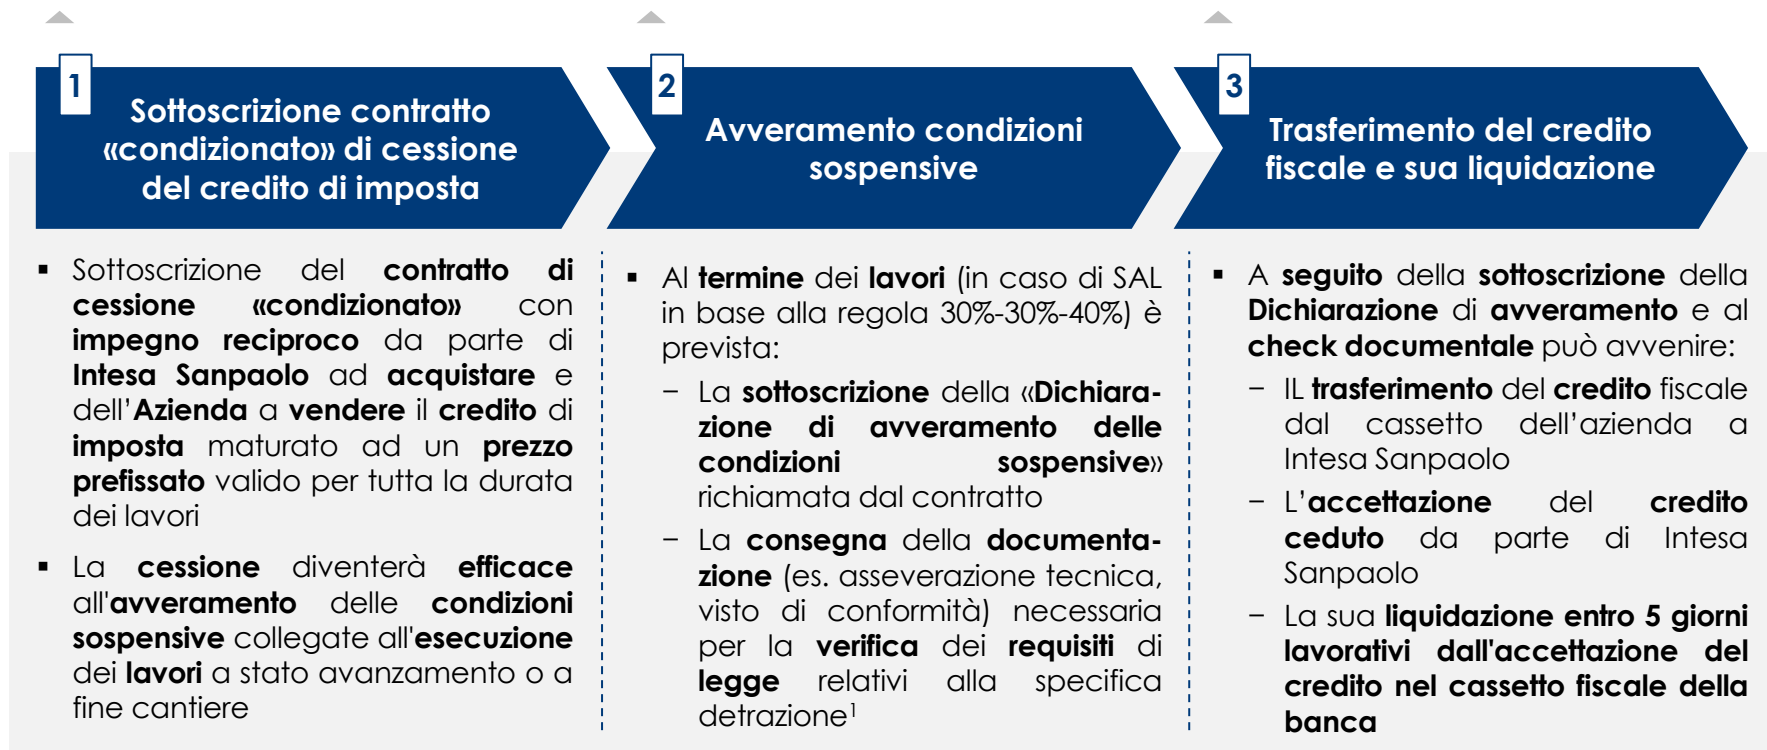 1
Sottoscrizione contratto
«condizionato» di cessione
del credito di imposta
▪ Sottoscrizione del contratto di
cessione «condizionato» con
impegno reciproco da parte di
Intesa Sanpaolo ad acquistare e
dell’Azienda a vendere il credito di
imposta maturato ad un prezzo
prefissato valido per tutta la durata
dei lavori
▪ La cessione diventerà efficace
all'avveramento delle condizioni
sospensive collegate all'esecuzione
dei lavori a stato avanzamento o a
fine cantiere
2
Avveramento condizioni
sospensive
▪ Al termine dei lavori (in caso di SAL
in base alla regola 30%-30%-40%) è
prevista:
− La sottoscrizione della «Dichiara-
zione di avveramento delle
condizioni sospensive»
richiamata dal contratto
− La consegna della documenta-
zione (es. asseverazione tecnica,
visto di conformità) necessaria
per la verifica dei requisiti di
legge relativi alla specifica
detrazione¹
3
Trasferimento del credito
fiscale e sua liquidazione
▪ A seguito della sottoscrizione della
Dichiarazione di avveramento e al
check documentale può avvenire:
− IL trasferimento del credito fiscale
dal cassetto dell’azienda a
Intesa Sanpaolo
− L’accettazione del credito
ceduto da parte di Intesa
Sanpaolo
− La sua liquidazione entro 5 giorni
lavorativi dall'accettazione del
credito nel cassetto fiscale della
banca